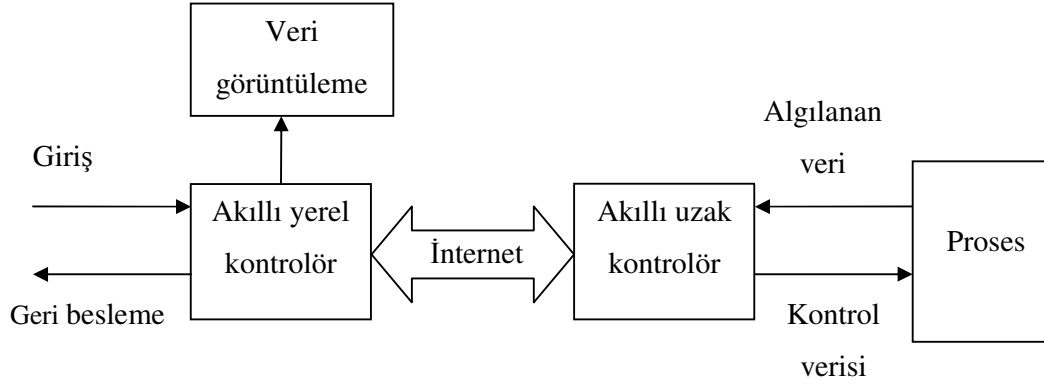 Veri
görüntüleme
Giriş
Algılanan
veri
Akıllı yerel
kontrolör
İnternet
Akıllı uzak
kontrolör
Proses
Geri besleme
Kontrol
verisi